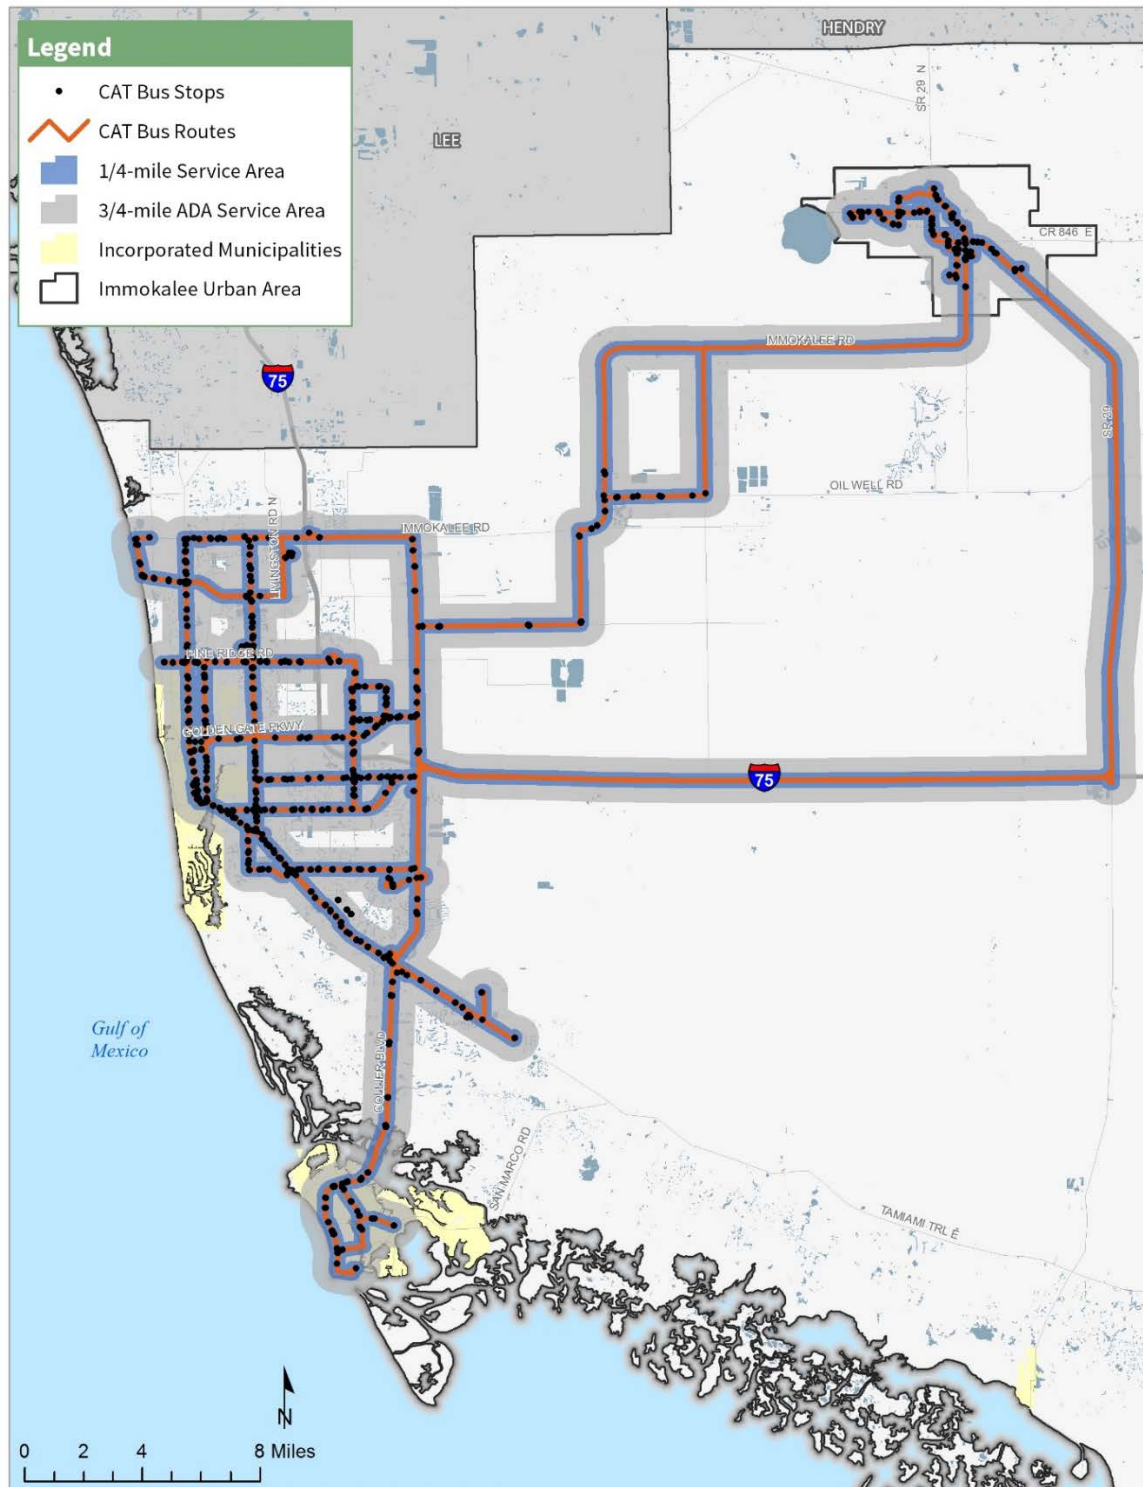 Legend
CAT Bus Stops
CAT Bus Routes
1/4-mile Service Area
3/4-mile ADA Service Area
Incorporated Municipalities
Immokalee Urban Area
HENDRY
LEE
SR 29 N
CR 846 E
IMMOKALEE RD
75
SR 29
OIL WELL RD
IMMOKALEE RD
LIVINGSTON RD N
PINE RIDGE RD
GOLDEN GATE PKWY
75
Gulf of
Mexico
COLLIER BLVD
SAN MARCO RD
TAMIAMI TRL E
N
0 2 4 8 Miles